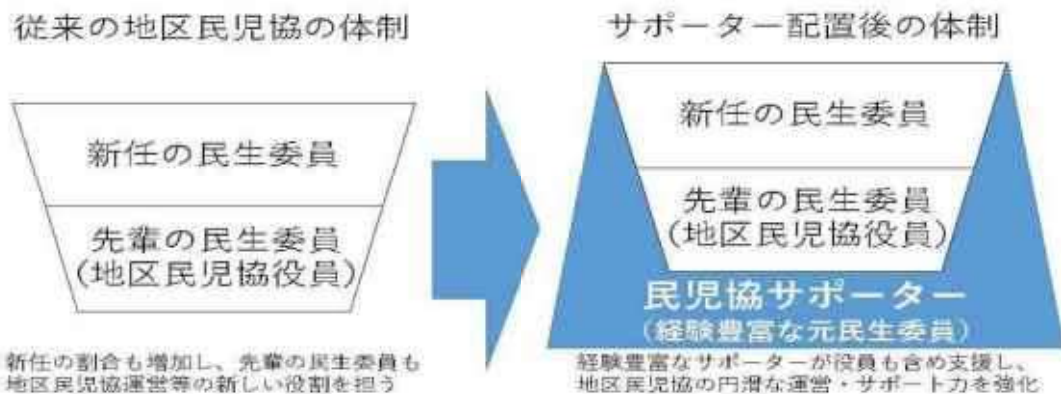 従来の地区民児協の体制
新任の民生委員
先輩の民生委員
(地区民児協役員)
新任の割合も増加し、先輩の民生委員も
地区民児協運営等の新しい役割を担う
サポーター配置後の体制
新任の民生委員
先輩の民生委員
(地区民児協役員)
民児協サポーター
(経験豊富な元民生委員)
経験豊富なサポーターが役員も含め支援し、
地区民児協の円滑な運営・サポート力を強化